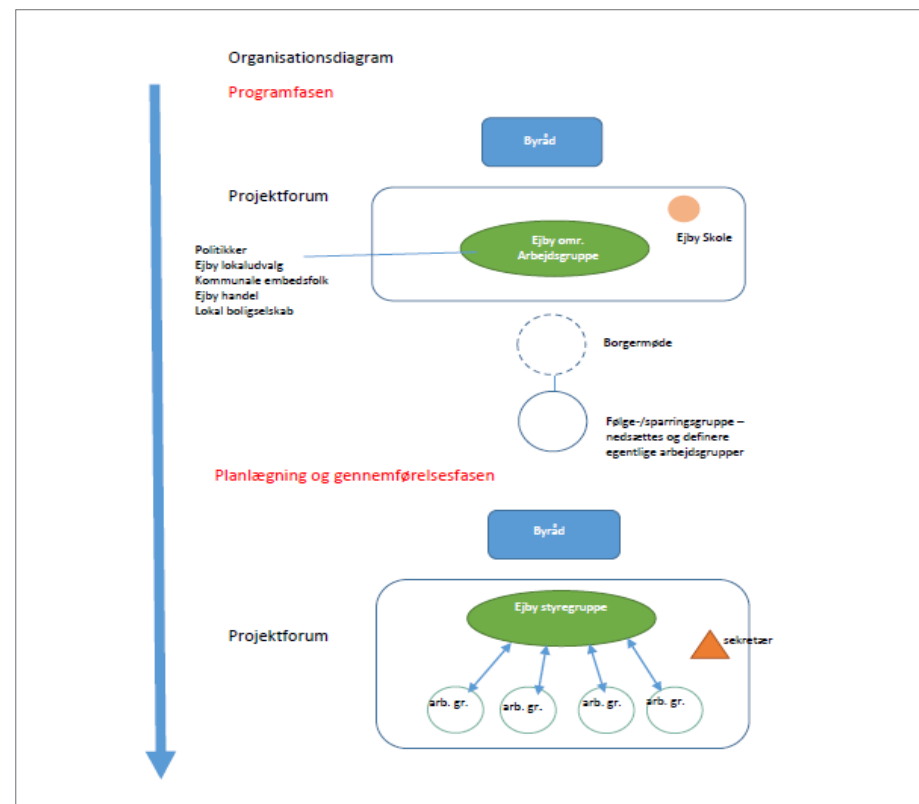 Organisationsdiagram
Programfasen
Byråd
Projektforum
Ejby Skole
Ejby omr.
Arbejdsgruppe
Politikker
Ejby lokaludvalg
Kommunale embedsfolk
Ejby handel
Lokal boligselskab
Borgermøde
Følge-/sparringsgruppe –
nedsættes og definere
egentlige arbejdsgrupper
Planlægning og gennemførelsesfasen
Byråd
Ejby styregruppe
Projektforum
sekretær
arb. gr.
arb. gr.
arb. gr.
arb. gr.